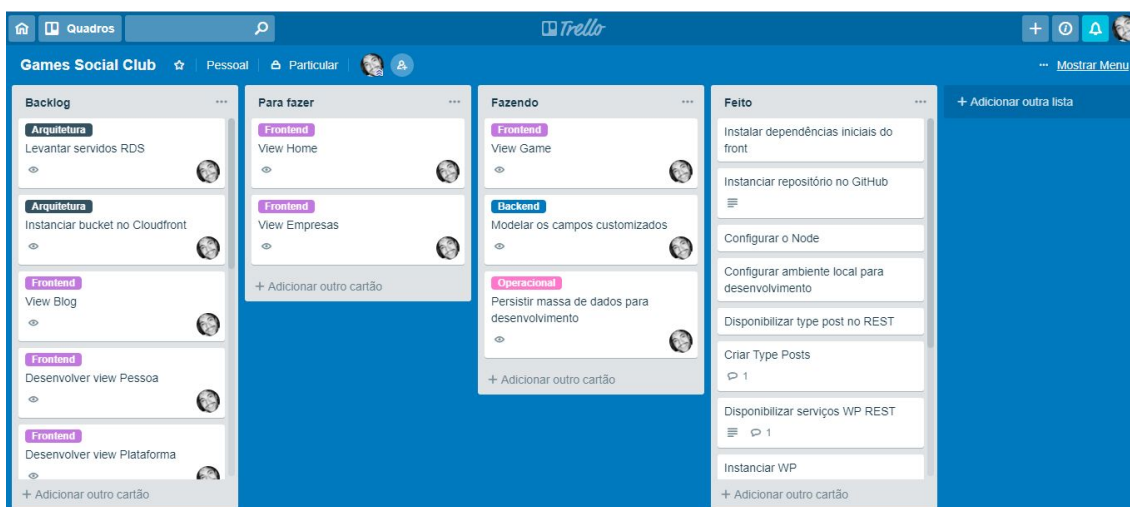 Quadros
Trello
Games Social Club
Pessoal
Particular
Mostrar Menu
Backlog
Arquitetura
Levantar servidos RDS
Arquitetura
Instanciar bucket no Cloudfront
Frontend
View Blog
Frontend
Desenvolver view Pessoa
Frontend
Desenvolver view Plataforma
+ Adicionar outro cartão
Para fazer
Frontend
View Home
Frontend
View Empresas
+ Adicionar outro cartão
Fazendo
Frontend
View Game
Backend
Modelar os campos customizados
Operacional
Persistir massa de dados para
desenvolvimento
+ Adicionar outro cartão
Feito
Instalar dependências iniciais do
front
Instanciar repositório no GitHub
Configurar o Node
Configurar ambiente local para
desenvolvimento
Disponibilizar type post no REST
Criar Type Posts
1
Disponibilizar serviços WP REST
1
Instanciar WP
+ Adicionar outro cartão
+ Adicionar outra lista